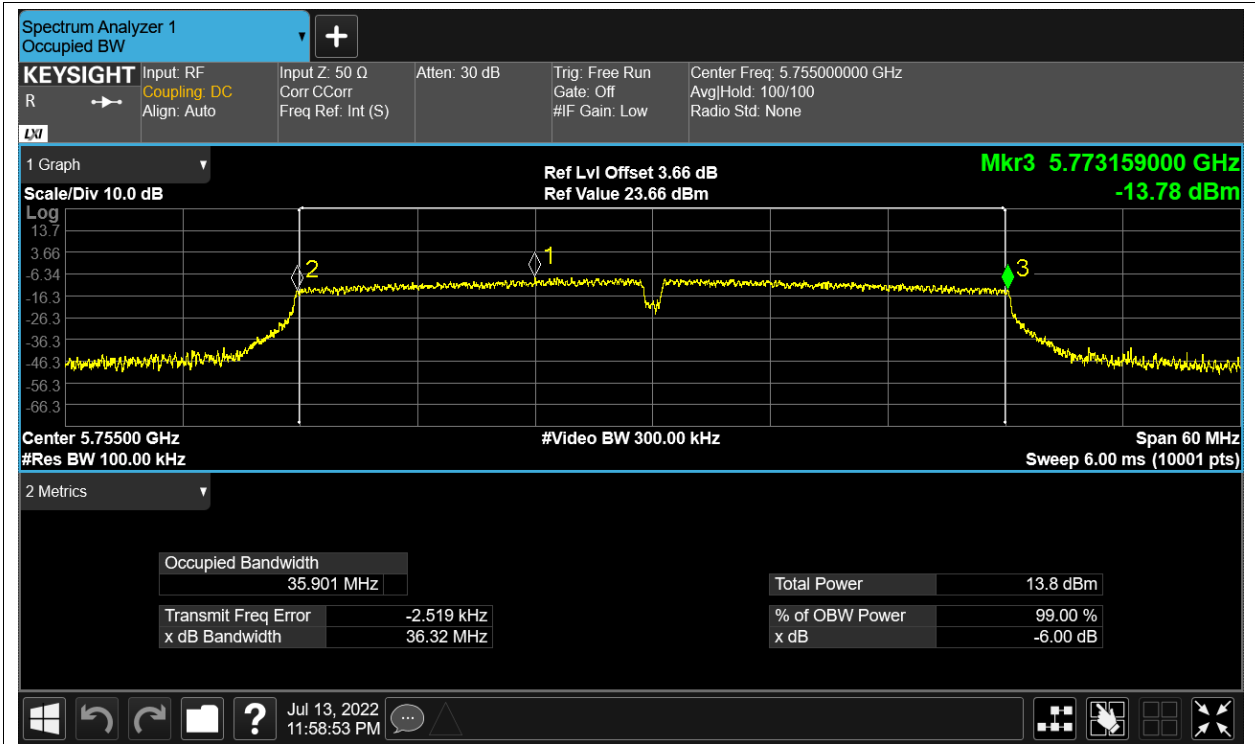 Spectrum Analyzer 1
Occupied BW
+
KEYSIGHT
R
LXI
Input: RF
Coupling: DC
Align: Auto
Input Z: 50 Ω
Corr CCorr
Freq Ref: Int (S)
Atten: 30 dB
Trig: Free Run
Gate: Off
#IF Gain: Low
Center Freq: 5.755000000 GHz
Avg|Hold: 100/100
Radio Std: None
1 Graph
Scale/Div 10.0 dB
Ref Lvl Offset 3.66 dB
Ref Value 23.66 dBm
Mkr3 5.773159000 GHz
-13.78 dBm
Log
13.7
3.66
-6.34
-16.3
-26.3
-36.3
-46.3
-56.3
-66.3
2
1
3
Center 5.75500 GHz
#Res BW 100.00 kHz
#Video BW 300.00 kHz
Span 60 MHz
Sweep 6.00 ms (10001 pts)
2 Metrics
Occupied Bandwidth
35.901 MHz
Transmit Freq Error -2.519 kHz
x dB Bandwidth 36.32 MHz
Total Power 13.8 dBm
% of OBW Power 99.00 %
x dB -6.00 dB
?
Jul 13, 2022
11:58:53 PM